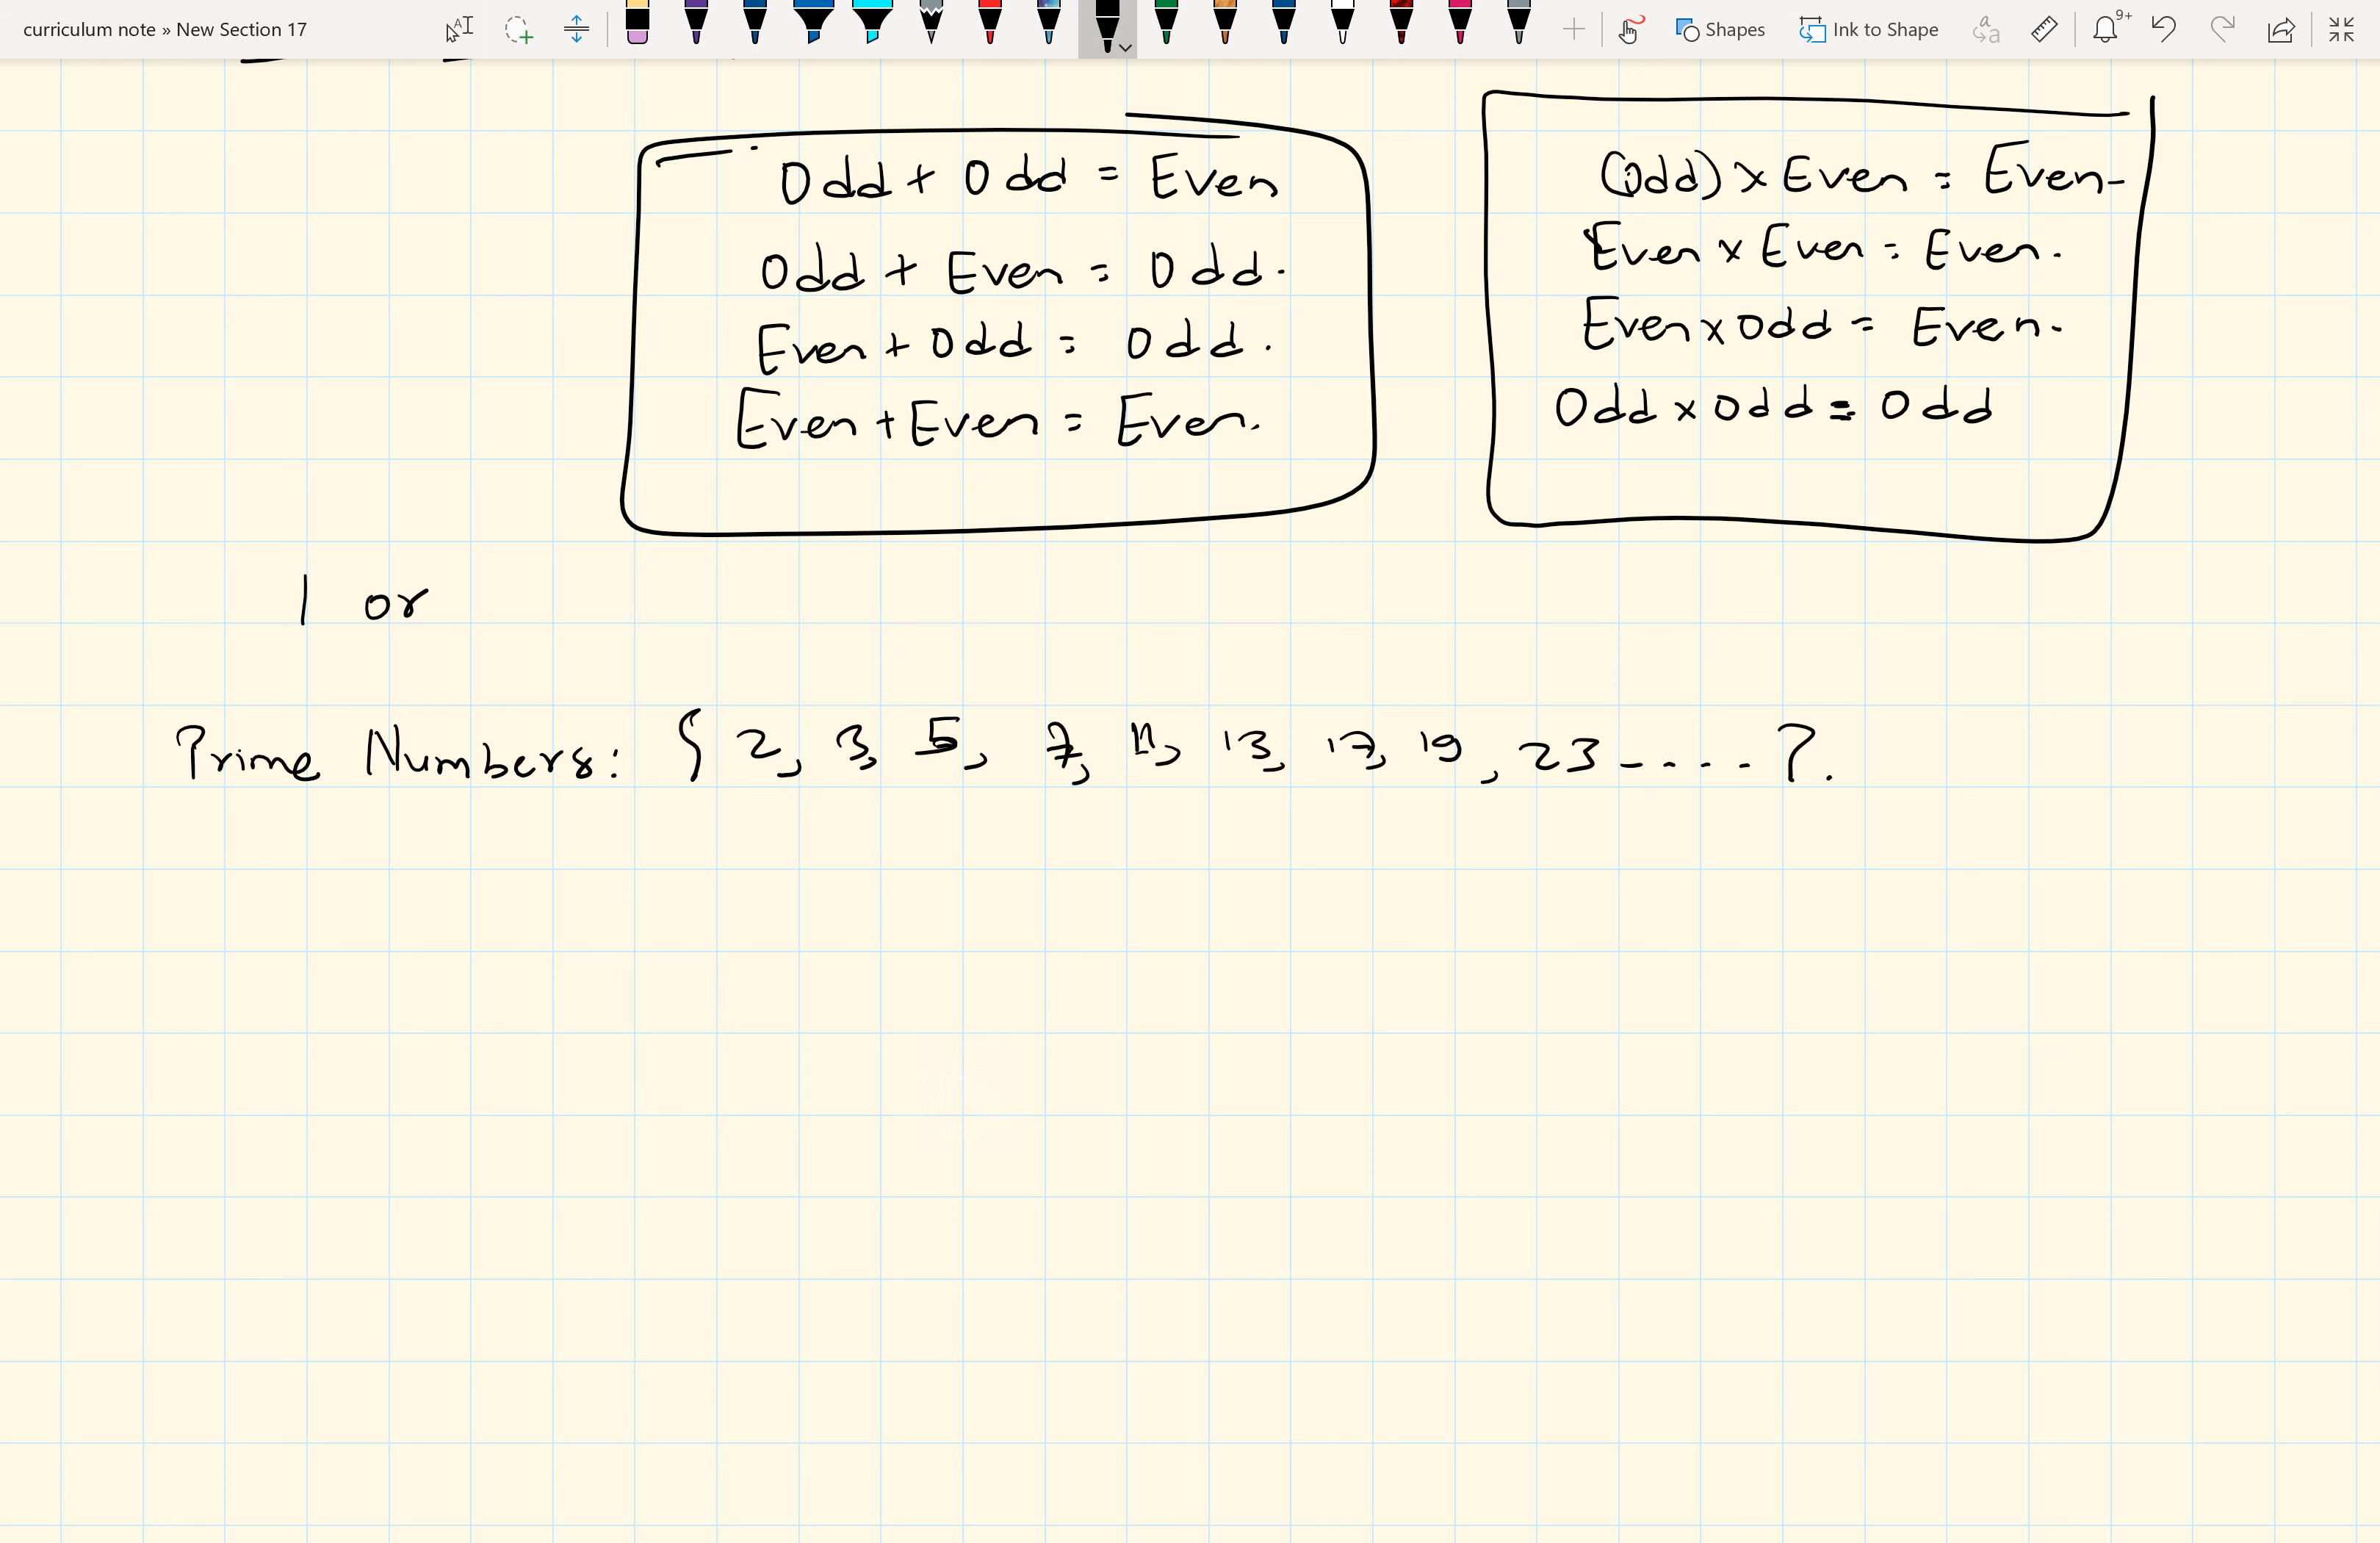 curriculum note » New Section 17
Shapes
Ink to Shape
9+
Odd + Odd = Even
Odd + Even = Odd.
Even + Odd = Odd.
Even + Even = Even.
(Odd) × Even = Even-
Even × Even = Even.
Even × Odd = Even.
Odd × Odd = Odd
1 or
Prime Numbers: { 2, 3, 5, 7, 11, 13, 17, 19, 23 - . . . - }.